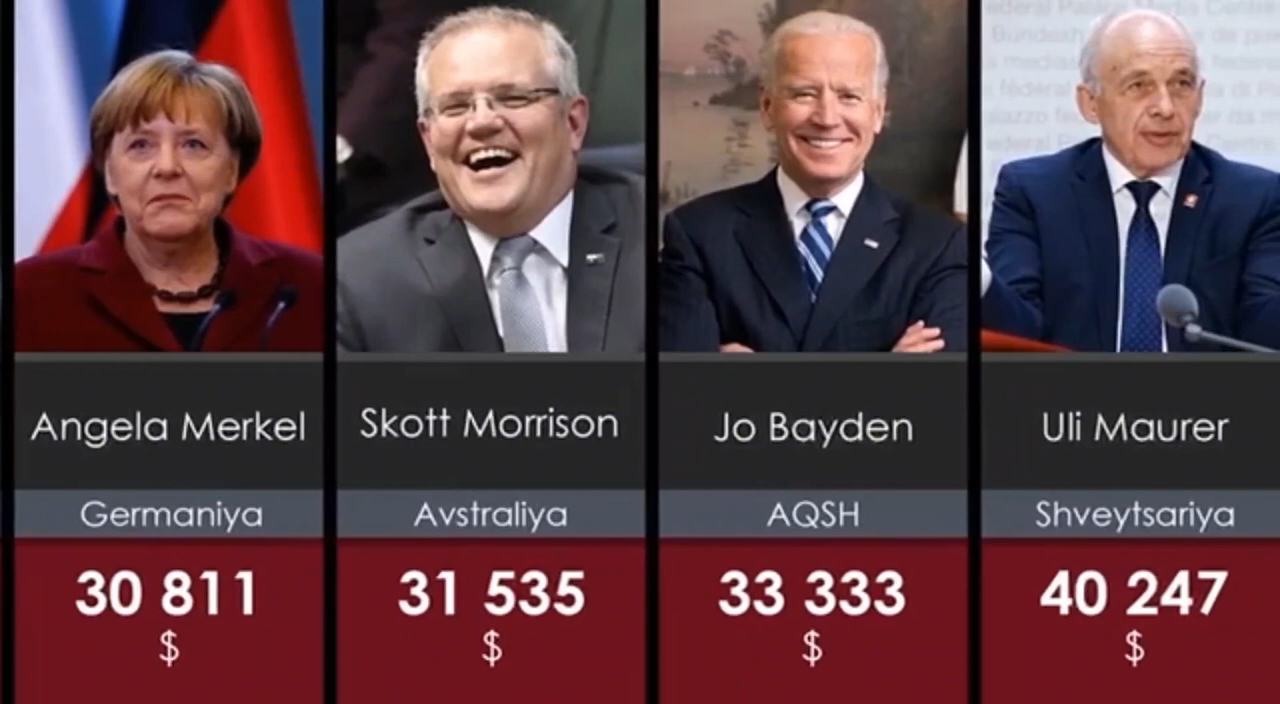 Angela Merkel
Germaniya
30 811
$
Skott Morrison
Avstraliya
31 535
$
Jo Bayden
AQSH
33 333
$
Uli Maurer
Shveytsariya
40 247
$